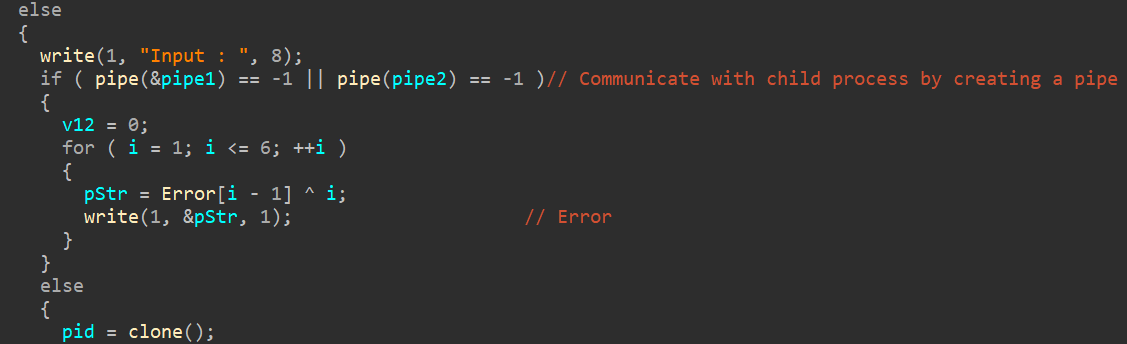 else
{
write(1, "Input : ", 8);
if ( pipe(&pipe1) == -1 || pipe(pipe2) == -1 )// Communicate with child process by creating a pipe
{
v12 = 0;
for ( i = 1; i <= 6; ++i )
{
pStr = Error[i - 1] ^ i;
write(1, &pStr, 1); // Error
}
}
else
{
pid = clone();